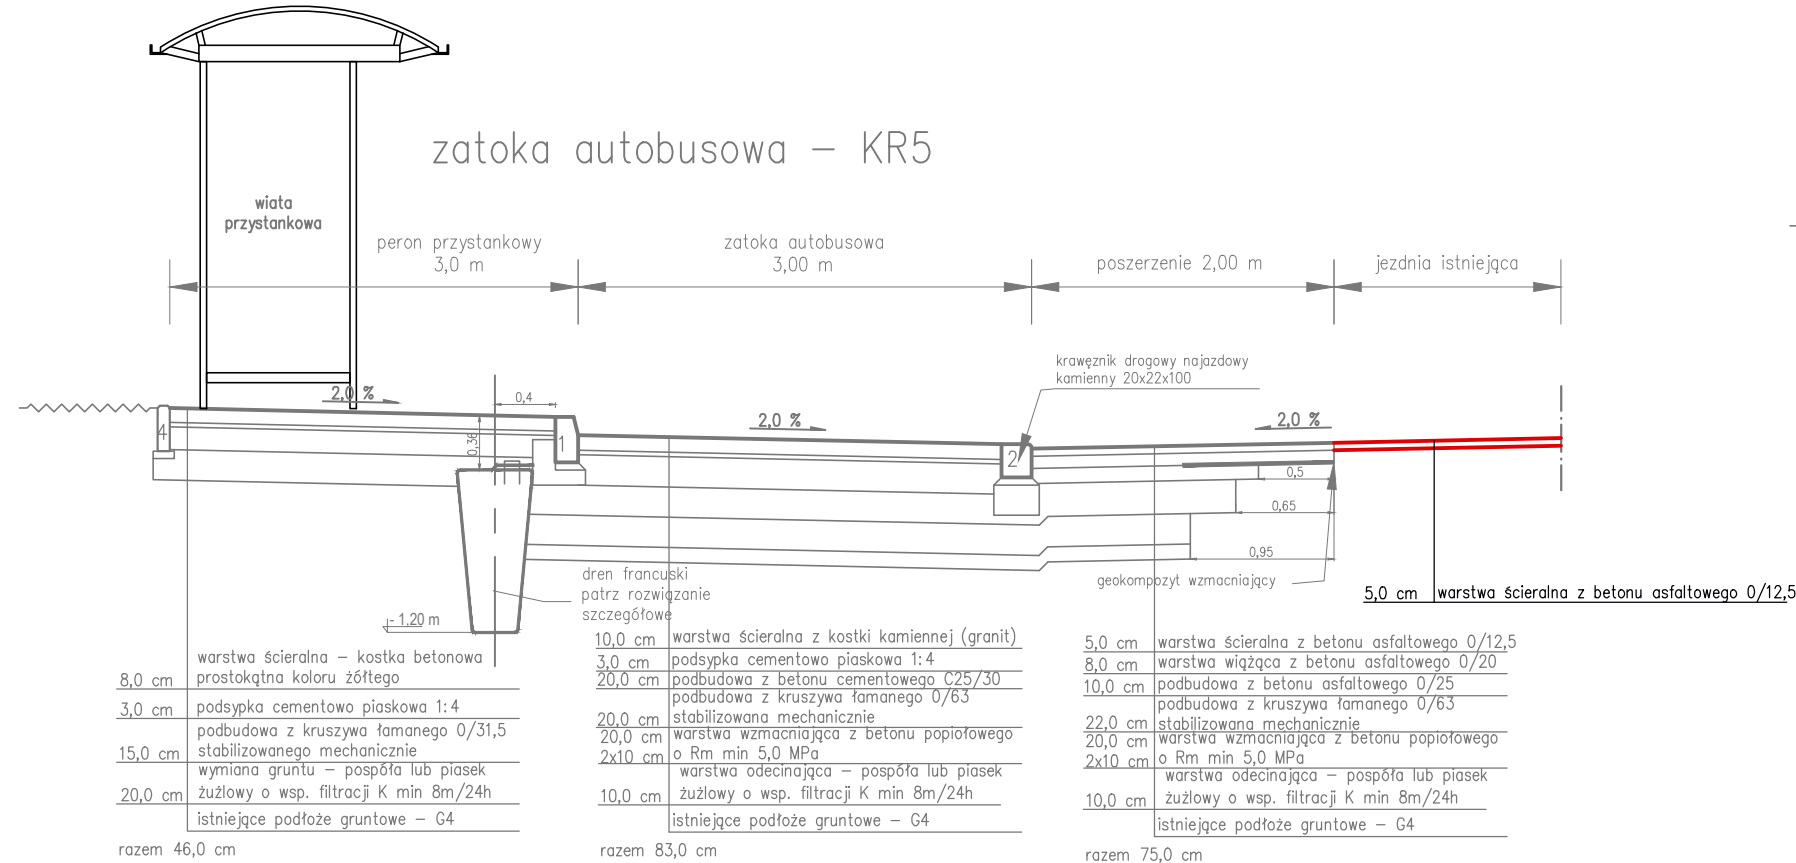 zatoka autobusowa – KR5
wiata
przystankowa
peron przystankowy
3,0 m
zatoka autobusowa
3,00 m
poszerzenie 2,00 m
jezdnia istniejąca
krawęznik drogowy najazdowy
kamienny 20x22x100
2,0 %
0,4
2,0 %
2,0 %
4
0,36
1
2
0,5
0,65
0,95
dren francuski
patrz rozwiązanie
szczegółowe
- 1,20 m
geokompozyt wzmacniający
5,0 cm warstwa ścieralna z betonu asfaltowego 0/12,5
warstwa ścieralna – kostka betonowa
8,0 cm prostokątna koloru żółtego
3,0 cm podsypka cementowo piaskowa 1:4
podbudowa z kruszywa łamanego 0/31,5
15,0 cm stabilizowanego mechanicznie
wymiana gruntu – pospóła lub piasek
20,0 cm żużlowy o wsp. filtracji K min 8m/24h
istniejące podłoże gruntowe – G4
razem 46,0 cm
10,0 cm warstwa ścieralna z kostki kamiennej (granit)
3,0 cm podsypka cementowo piaskowa 1:4
20,0 cm podbudowa z betonu cementowego C25/30
podbudowa z kruszywa łamanego 0/63
20,0 cm stabilizowana mechanicznie
20,0 cm warstwa wzmacniająca z betonu popiołowego
2x10 cm o Rm min 5,0 MPa
warstwa odecinająca – pospóła lub piasek
10,0 cm żużlowy o wsp. filtracji K min 8m/24h
istniejące podłoże gruntowe – G4
razem 83,0 cm
5,0 cm warstwa ścieralna z betonu asfaltowego 0/12,5
8,0 cm warstwa wiążąca z betonu asfaltowego 0/20
10,0 cm podbudowa z betonu asfaltowego 0/25
podbudowa z kruszywa łamanego 0/63
22,0 cm stabilizowana mechanicznie
20,0 cm warstwa wzmacniająca z betonu popiołowego
2x10 cm o Rm min 5,0 MPa
warstwa odecinająca – pospóła lub piasek
10,0 cm żużlowy o wsp. filtracji K min 8m/24h
istniejące podłoże gruntowe – G4
razem 75,0 cm